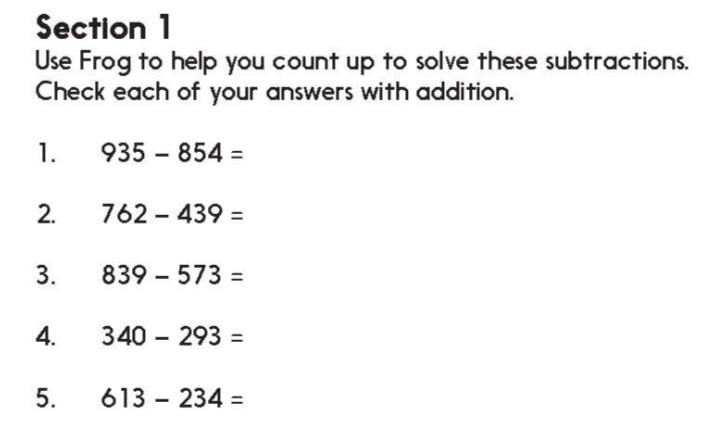 Section 1
Use Frog to help you count up to solve these subtractions.
Check each of your answers with addition.
1. 935 – 854 =
2. 762 – 439 =
3. 839 – 573 =
4. 340 – 293 =
5. 613 – 234 =